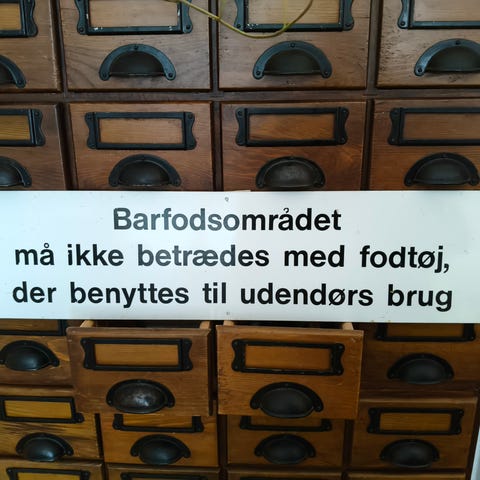 Barfodsområdet
må ikke betrædes med fodtøj,
der benyttes til udendørs brug